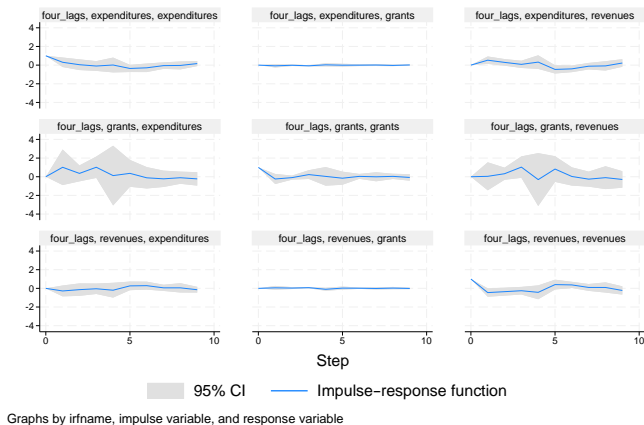 four_lags, expenditures, expenditures
four_lags, expenditures, grants
four_lags, expenditures, revenues
4
2
0
-2
-4
four_lags, grants, expenditures
four_lags, grants, grants
four_lags, grants, revenues
4
2
0
-2
-4
four_lags, revenues, expenditures
four_lags, revenues, grants
four_lags, revenues, revenues
4
2
0
-2
-4
0 5 10 0 5 10 0 5 10
Step
95% CI Impulse-response function
Graphs by irfname, impulse variable, and response variable